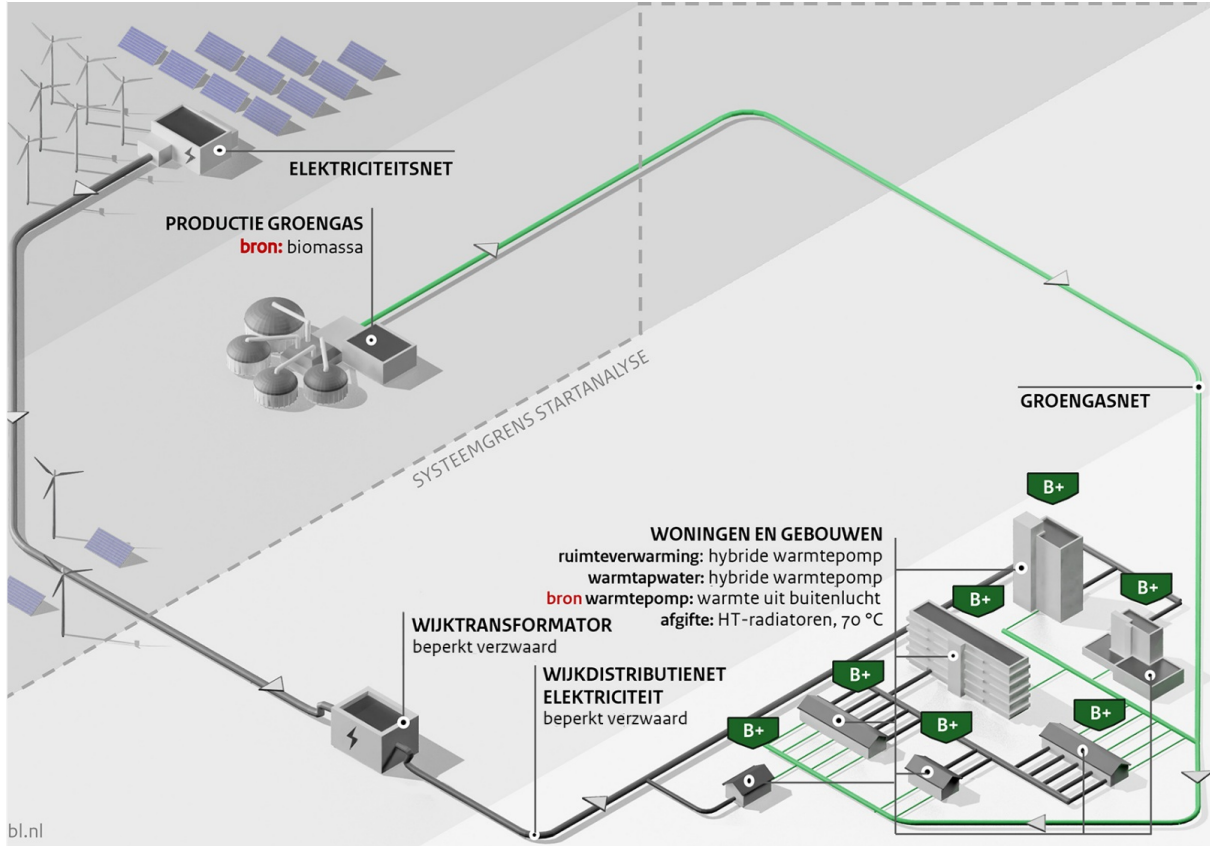 ELEKTRICITEITSNET
PRODUCTIE GROENGAS
bron: biomassa
SYSTEEMGRENS STARTANALYSE
GROENGASNET
B+
WONINGEN EN GEBOUWEN
ruimteverwarming: hybride warmtepomp
warmtapwater: hybride warmtepomp
bron warmtepomp: warmte uit buitenlucht
afgifte: HT-radiatoren, 70 °C
B+
B+
WIJKTRANSFORMATOR
beperkt verzwaard
WIJKDISTRIBUTIENET
ELEKTRICITEIT
beperkt verzwaard
B+
B+
B+
B+
bl.nl